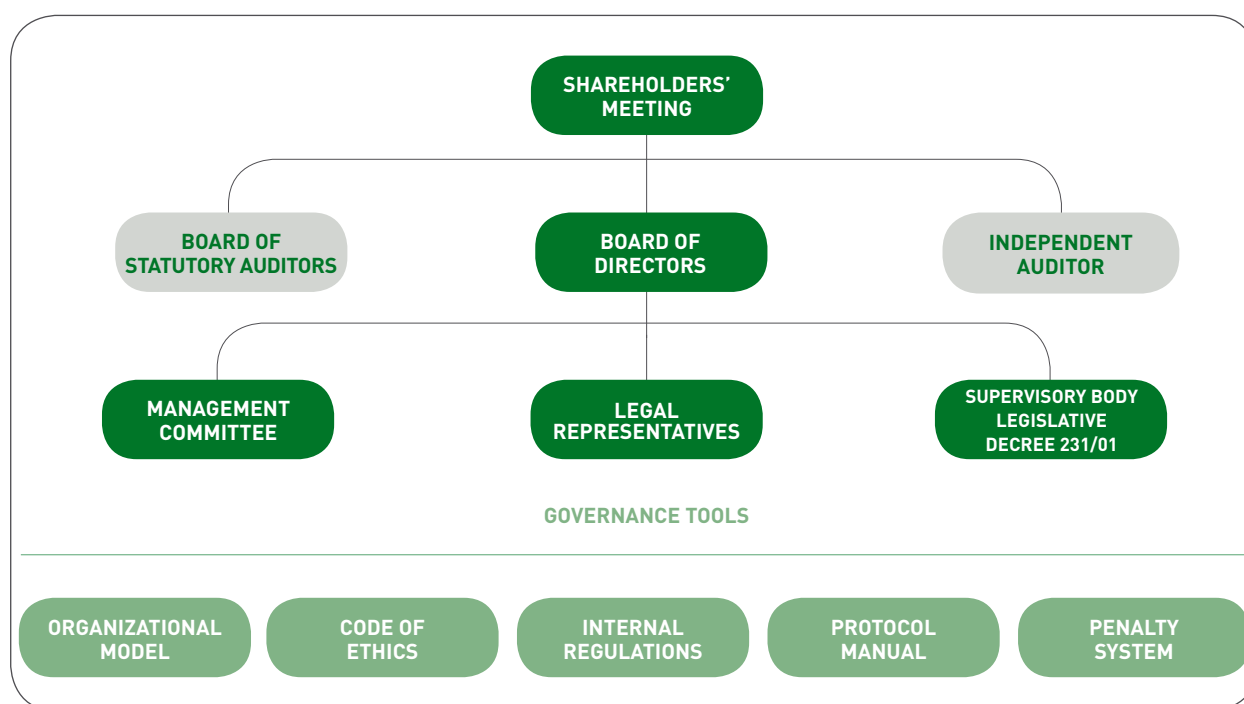 SHAREHOLDERS'
MEETING
BOARD OF
STATUTORY AUDITORS
BOARD OF
DIRECTORS
INDEPENDENT
AUDITOR
MANAGEMENT
COMMITTEE
LEGAL
REPRESENTATIVES
SUPERVISORY BODY
LEGISLATIVE
DECREE 231/01
GOVERNANCE TOOLS
ORGANIZATIONAL
MODEL
CODE OF
ETHICS
INTERNAL
REGULATIONS
PROTOCOL
MANUAL
PENALTY
SYSTEM